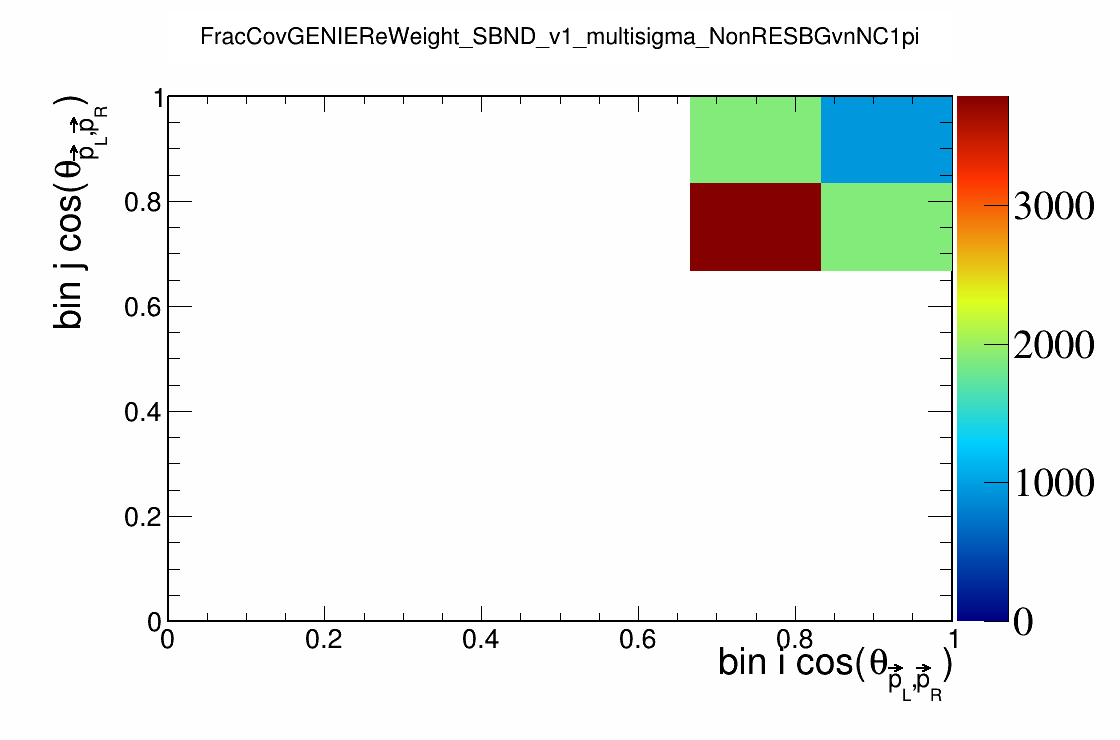 FracCovGENIEReWeight_SBND_v1_multisigma_NonRESBGvnNC1pi
bin j cos(θp⃗L,p⃗R)
1
0.8
0.6
0.4
0.2
0
0 0.2 0.4 0.6 0.8 1
bin i cos(θp⃗L,p⃗R)
3000
2000
1000
0